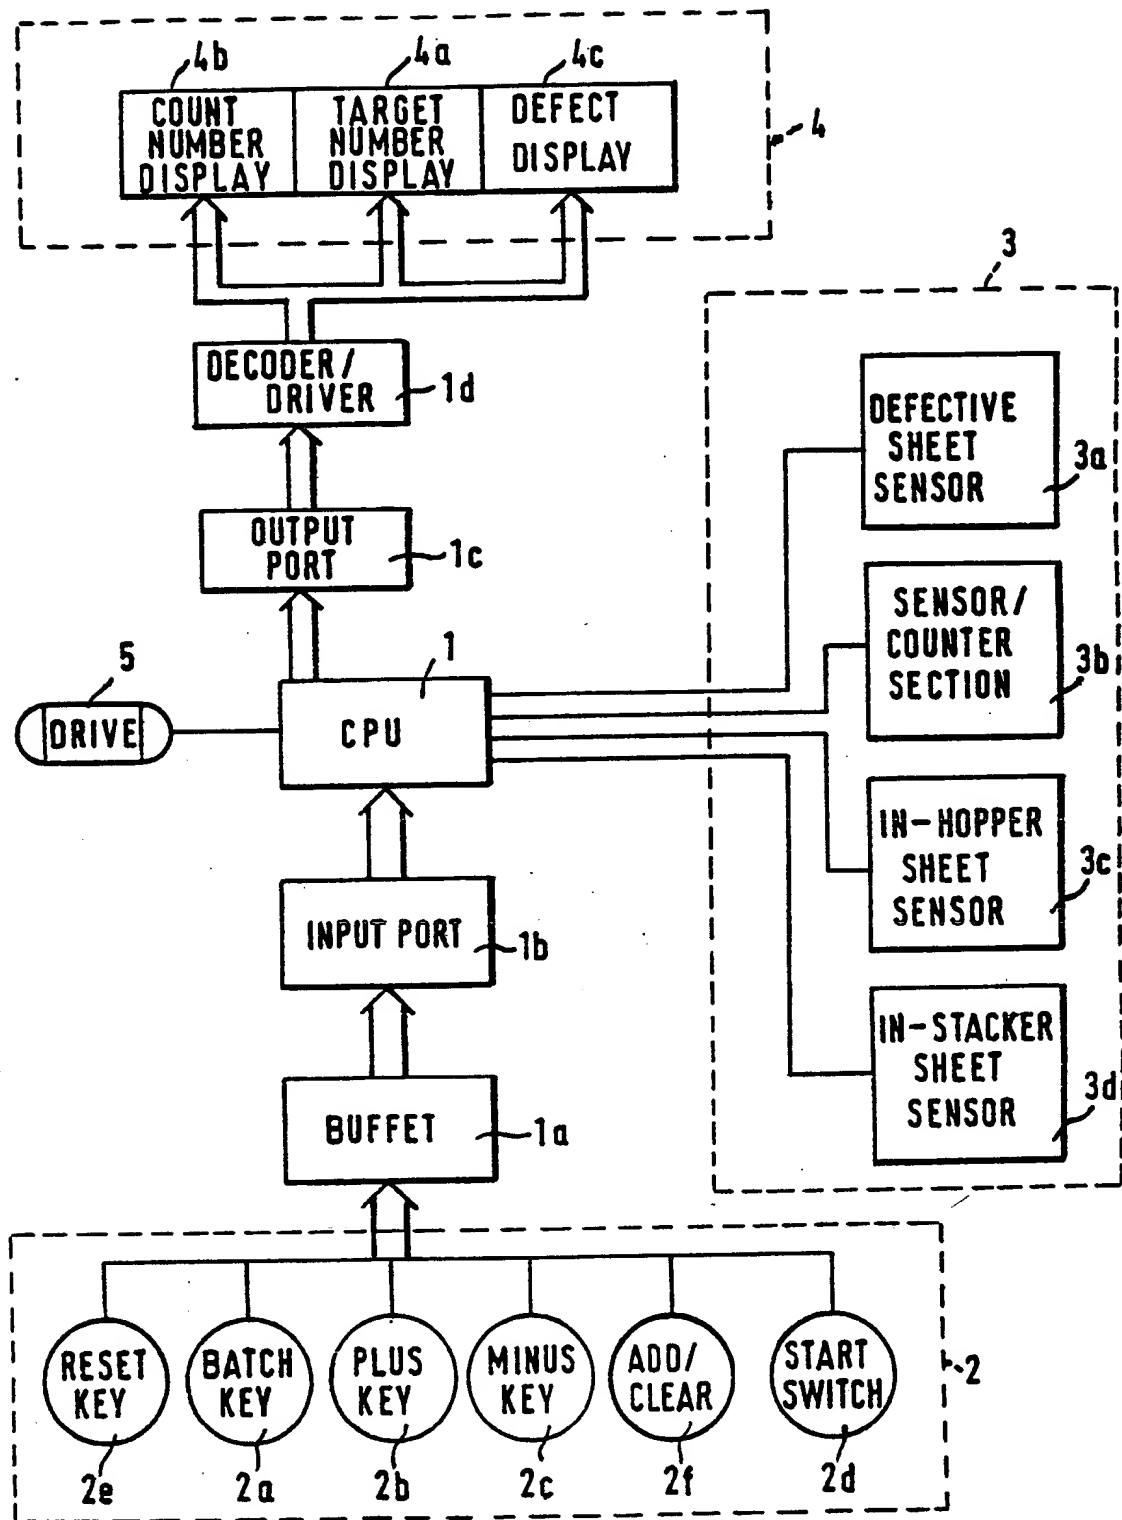 4b
4a
4c
COUNT
NUMBER
DISPLAY
TARGET
NUMBER
DISPLAY
DEFECT
DISPLAY
4
3
DECODER/
DRIVER
1d
DEFECTIVE
SHEET
SENSOR
3a
OUTPUT
PORT
1c
SENSOR/
COUNTER
SECTION
3b
5
DRIVE
1
CPU
IN-HOPPER
SHEET
SENSOR
3c
INPUT PORT
1b
IN-STACKER
SHEET
SENSOR
3d
BUFFET
1a
RESET
KEY
BATCH
KEY
PLUS
KEY
MINUS
KEY
ADD/
CLEAR
START
SWITCH
2
2e
2a
2b
2c
2f
2d